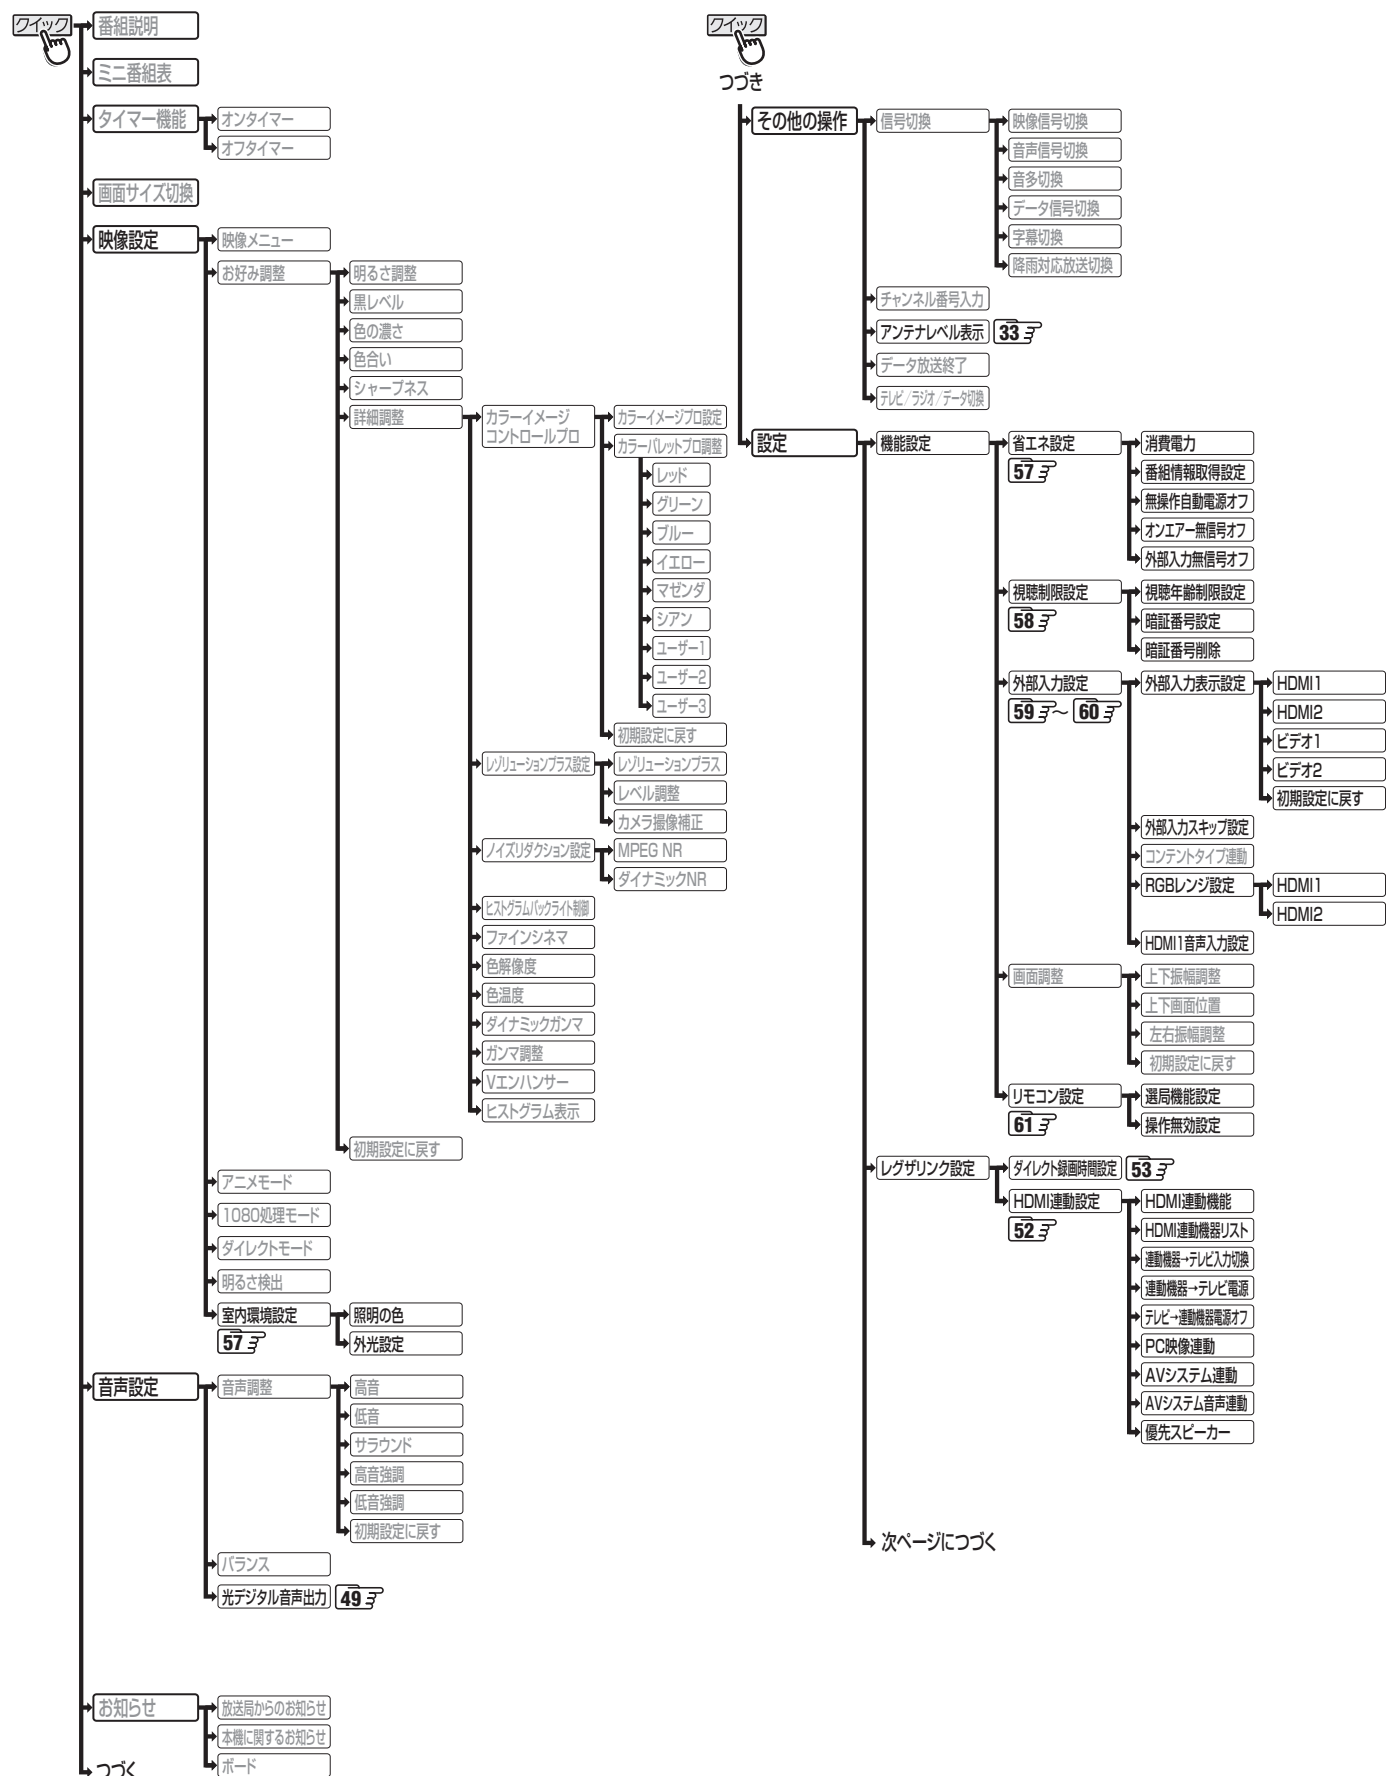 クイック
番組説明
ミニ番組表
タイマー機能
オンタイマー
オフタイマー
画面サイズ切換
映像設定
映像メニュー
お好み調整
明るさ調整
黒レベル
色の濃さ
色合い
シャープネス
詳細調整
カラーイメージ
コントロールプロ
カラーイメージプロ設定
カラーパレットプロ調整
レッド
グリーン
ブルー
イエロー
マゼンダ
シアン
ユーザー1
ユーザー2
ユーザー3
初期設定に戻す
レゾリューションプラス設定
レゾリューションプラス
レベル調整
カメラ撮像補正
ノイズリダクション設定
MPEG NR
ダイナミックNR
ヒストグラムバックライト制御
ファインシネマ
色解像度
色温度
ダイナミックガンマ
ガンマ調整
Vエンハンサー
ヒストグラム表示
初期設定に戻す
アニメモード
1080処理モード
ダイレクトモード
明るさ検出
室内環境設定
57
照明の色
外光設定
音声設定
音声調整
高音
低音
サラウンド
高音強調
低音強調
初期設定に戻す
バランス
光デジタル音声出力 49
お知らせ
放送局からのお知らせ
本機に関するお知らせ
ボード
つづく
クイック
つづき
その他の操作
信号切換
映像信号切換
音声信号切換
音多切換
データ信号切換
字幕切換
降雨対応放送切換
チャンネル番号入力
アンテナレベル表示 33
データ放送終了
テレビ/ラジオ/データ切換
設定
機能設定
省エネ設定
57
消費電力
番組情報取得設定
無操作自動電源オフ
オンエアー無信号オフ
外部入力無信号オフ
視聴制限設定
58
視聴年齢制限設定
暗証番号設定
暗証番号削除
外部入力設定
59 ~ 60
外部入力表示設定
HDMI1
HDMI2
ビデオ1
ビデオ2
初期設定に戻す
外部入力スキップ設定
コンテントタイプ連動
RGBレンジ設定
HDMI1
HDMI2
HDMI1音声入力設定
画面調整
上下振幅調整
上下画面位置
左右振幅調整
初期設定に戻す
リモコン設定
61
選局機能設定
操作無効設定
レグザリンク設定
ダイレクト録画時間設定 53
HDMI連動設定
52
HDMI連動機能
HDMI連動機器リスト
連動機器→テレビ入力切換
連動機器→テレビ電源
テレビ→連動機器電源オフ
PC映像連動
AVシステム連動
AVシステム音声連動
優先スピーカー
次ページにつづく